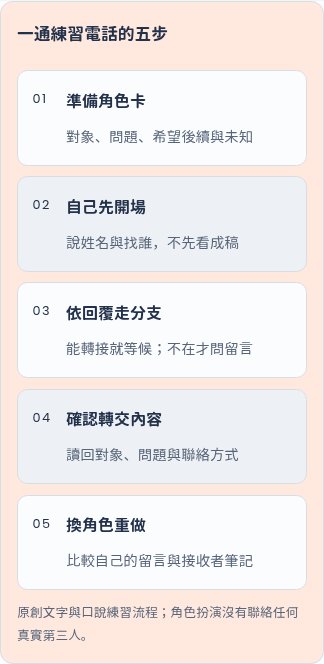 一通練習電話的五步
01 準備角色卡
對象、問題、希望後續與未知
02 自己先開場
說姓名與找誰，不先看成稿
03 依回覆走分支
能轉接就等候；不在才問留言
04 確認轉交內容
讀回對象、問題與聯絡方式
05 換角色重做
比較自己的留言與接收者筆記
原創文字與口說練習流程；角色扮演沒有聯絡任何
真實第三人。